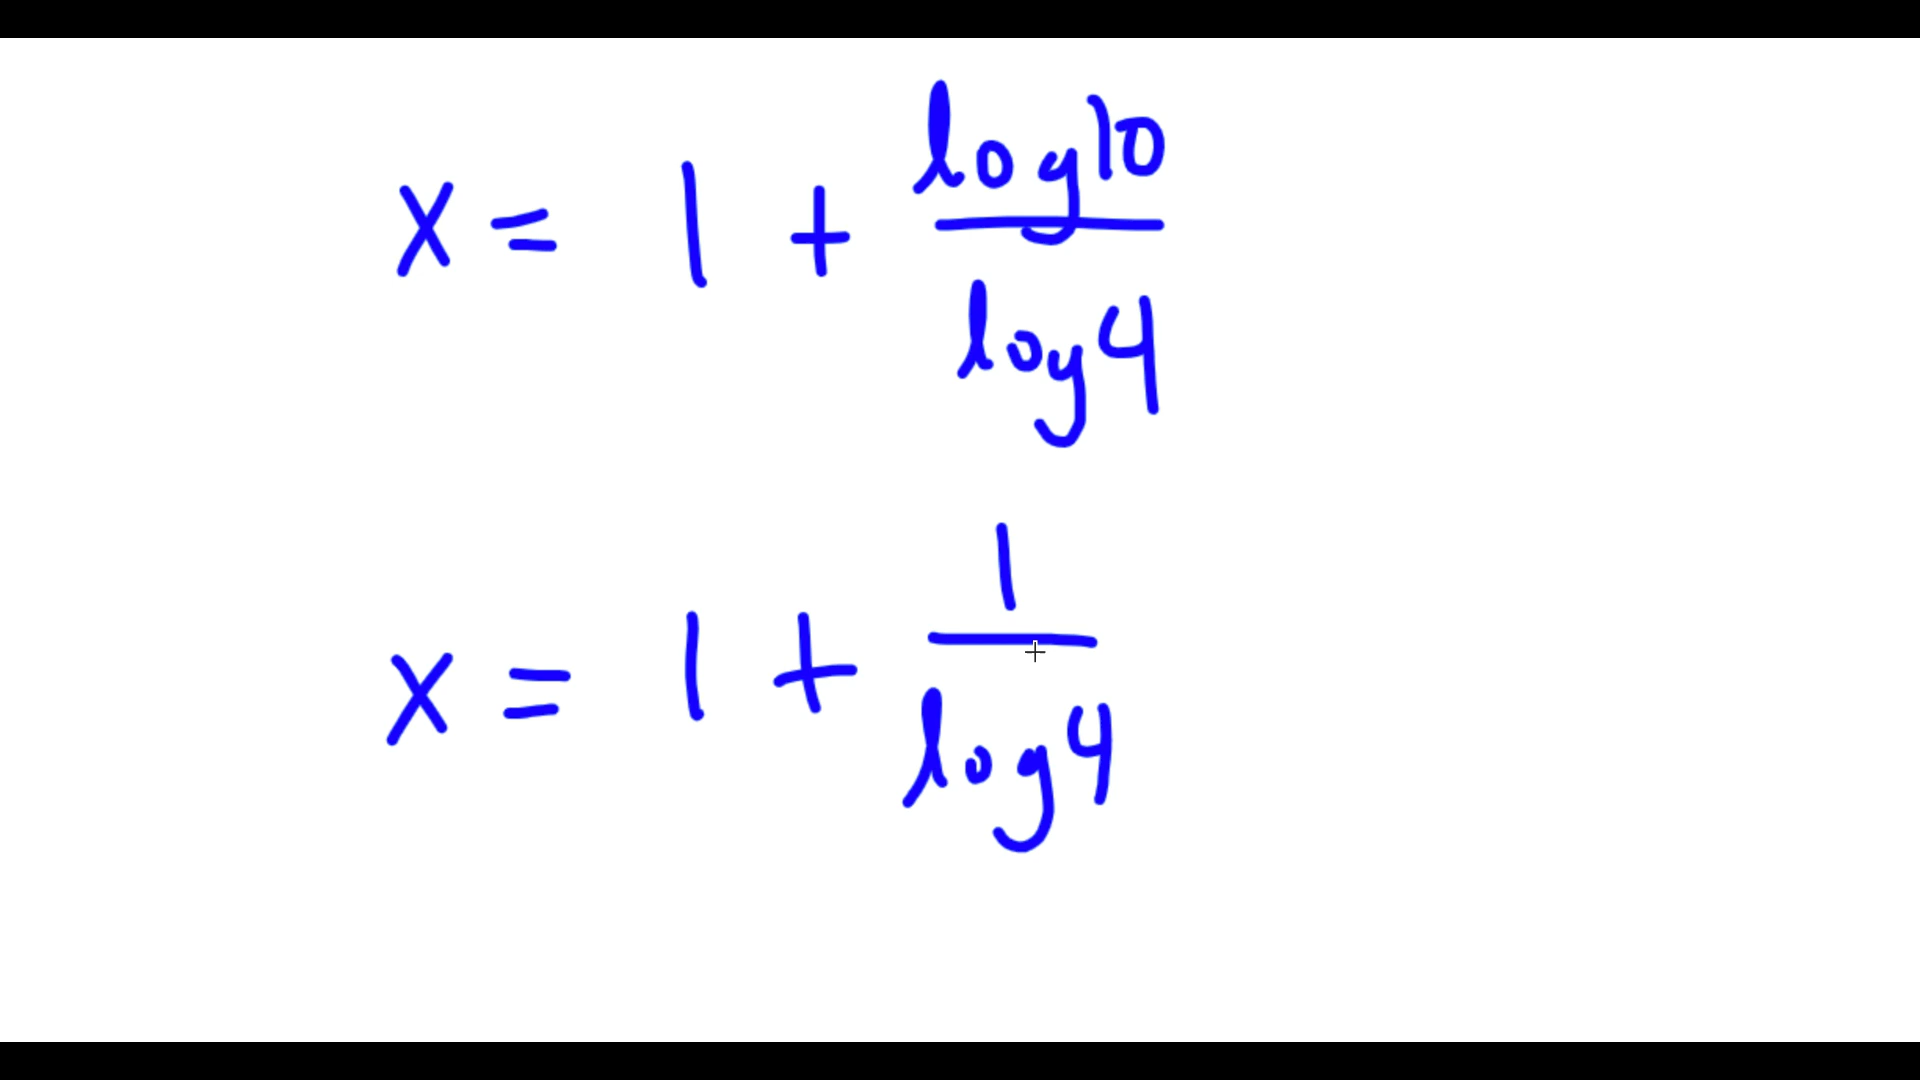 x = 1 + log10 / log4
x = 1 + 1 / log4